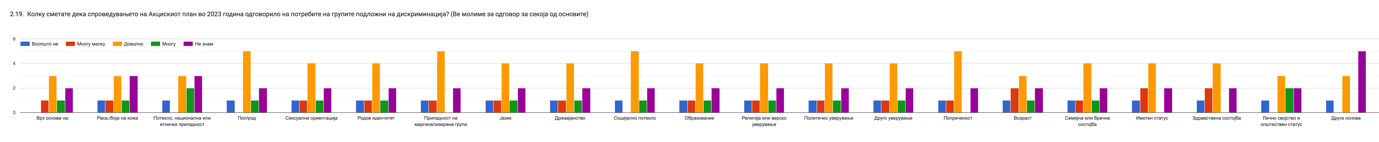 2.19. Колку сметате дека спроведувањето на Акцискиот план во 2023 година одговорило на потребите на групите подложни на дискриминација? (Ве молиме за одговор за секоја од основите)
6
Воопшто не Многу малку Доволно Многу Не знам
4
2
0
Врз основа на: Раса,/боја на кожа Потекло, национална или Пол/род Сексуална ориентација Родов идентитет Припадност на Јазик Државјанство Социјално потекло Образование Религија или верско Политичко уверување Друго уверување Попреченост Возраст Семејна или брачна Имотен статус Здравствена состојба Лично својство и Друга основа
етничка припадност маргинализирана група уверување состојба општествен статус